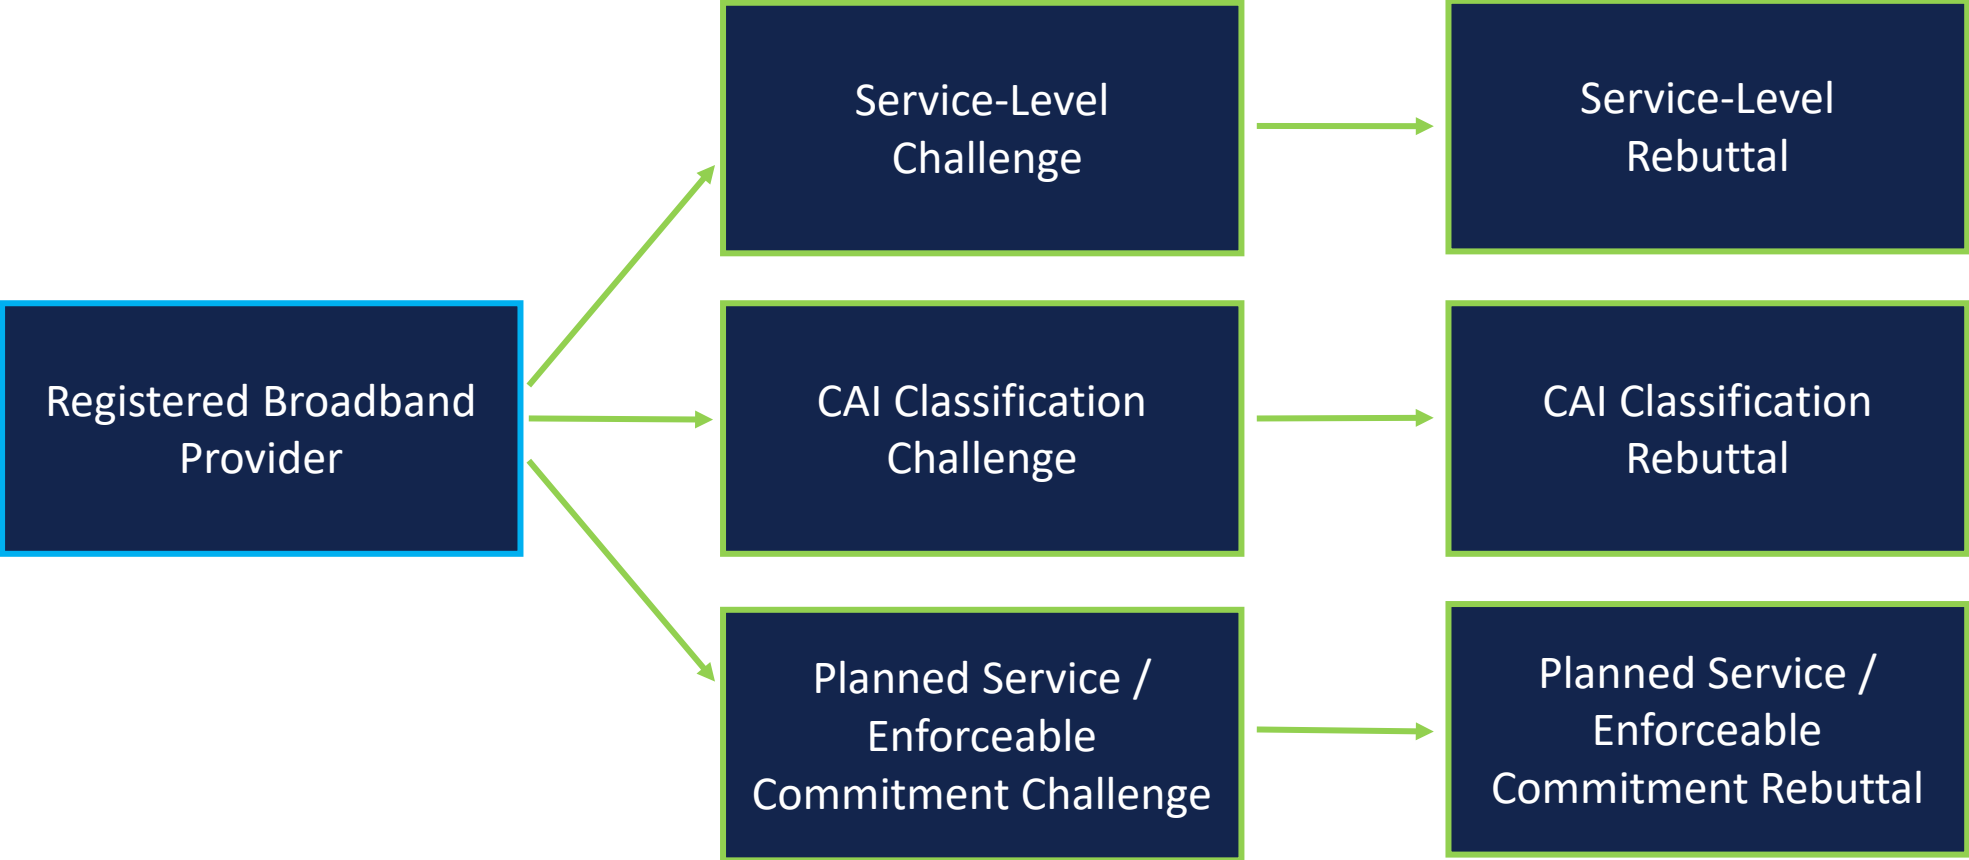 Registered Broadband
Provider
Service-Level
Challenge
Service-Level
Rebuttal
CAI Classification
Challenge
CAI Classification
Rebuttal
Planned Service /
Enforceable
Commitment Challenge
Planned Service /
Enforceable
Commitment Rebuttal